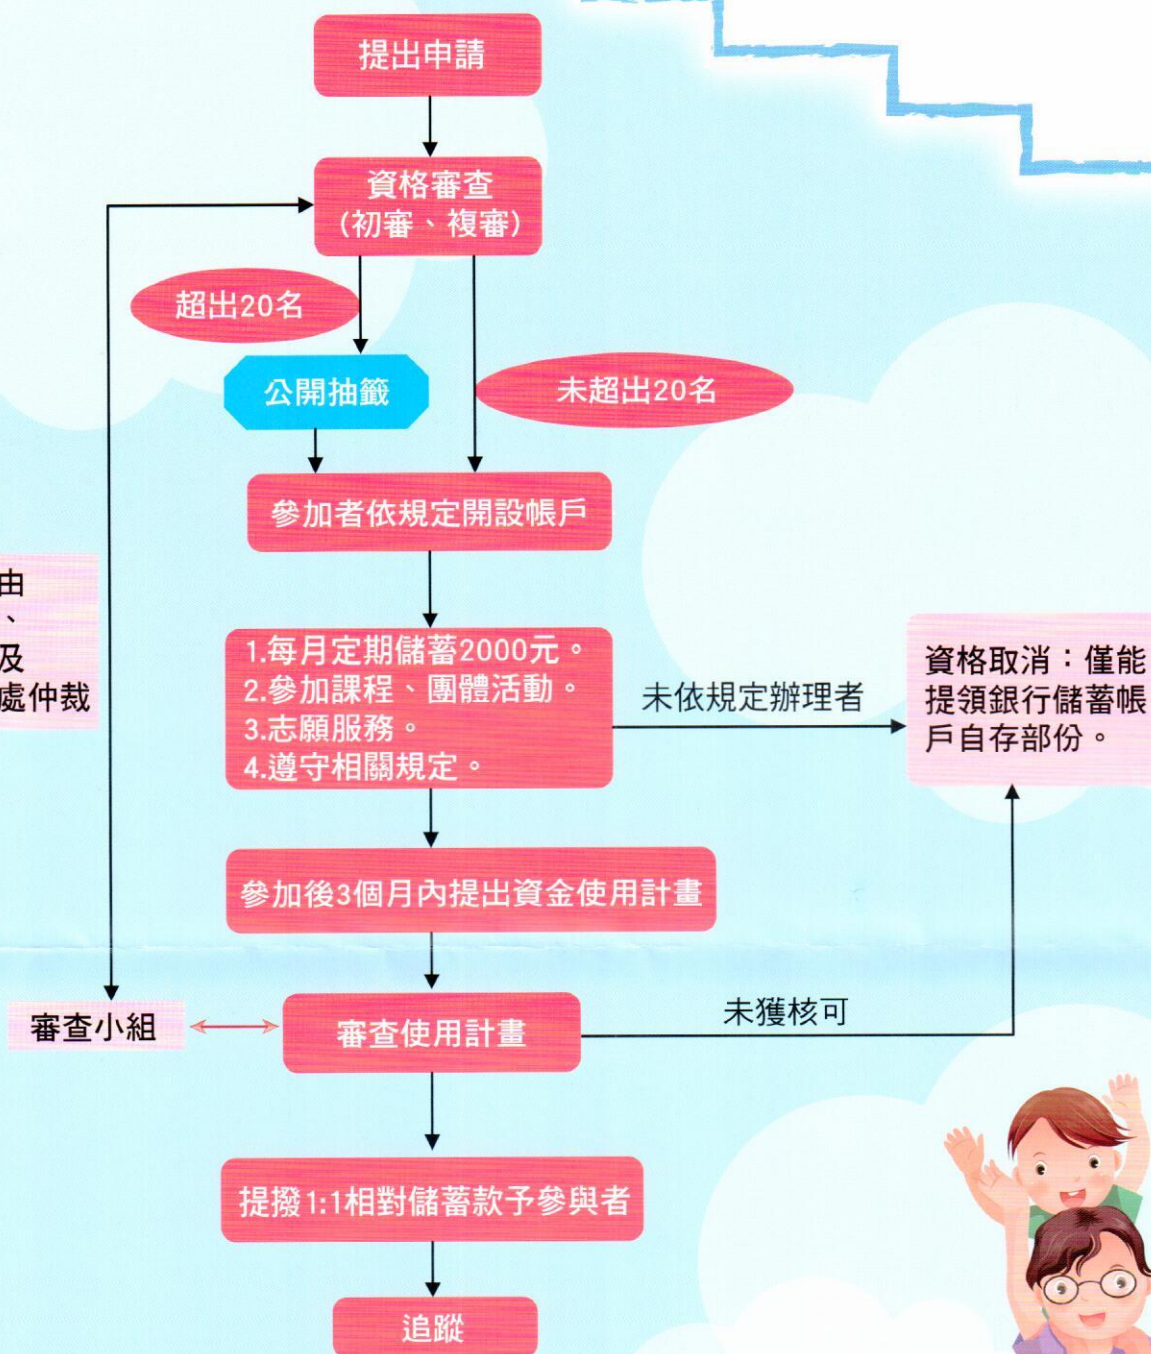 提出申請
資格審查
(初審、複審)
超出20名
公開抽籤
未超出20名
參加者依規定開設帳戶
由
、
及
處仲裁
1.每月定期儲蓄2000元。
2.參加課程、團體活動。
3.志願服務。
4.遵守相關規定。
未依規定辦理者
資格取消：僅能
提領銀行儲蓄帳
戶自存部份。
參加後3個月內提出資金使用計畫
審查小組
審查使用計畫
未獲核可
提撥1:1相對儲蓄款予參與者
追蹤